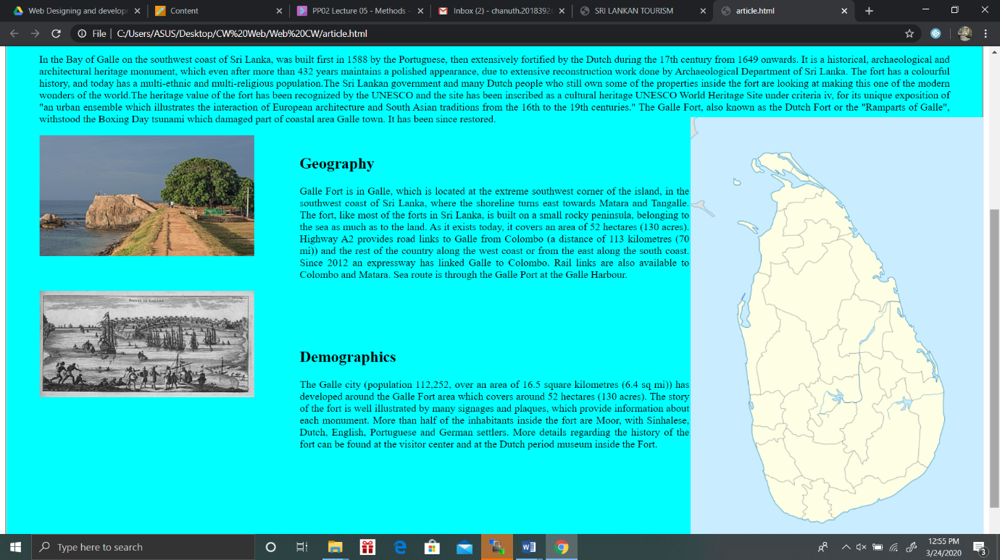 Web Designing and develop
Content
PP02 Lecture 05 - Methods -
Inbox (2) - chanuth.2018392
SRI LANKAN TOURISM
article.html
File | C:/Users/ASUS/Desktop/CW%20Web/Web%20CW/article.html
In the Bay of Galle on the southwest coast of Sri Lanka, was built first in 1588 by the Portuguese, then extensively fortified by the Dutch during the 17th century from 1649 onwards. It is a historical, archaeological and
architectural heritage monument, which even after more than 432 years maintains a polished appearance, due to extensive reconstruction work done by Archaeological Department of Sri Lanka. The fort has a colourful
history, and today has a multi-ethnic and multi-religious population.The Sri Lankan government and many Dutch people who still own some of the properties inside the fort are looking at making this one of the modern
wonders of the world.The heritage value of the fort has been recognized by the UNESCO and the site has been inscribed as a cultural heritage UNESCO World Heritage Site under criteria iv, for its unique exposition of
"an urban ensemble which illustrates the interaction of European architecture and South Asian traditions from the 16th to the 19th centuries." The Galle Fort, also known as the Dutch Fort or the "Ramparts of Galle",
withstood the Boxing Day tsunami which damaged part of coastal area Galle town. It has been since restored.
Geography
Galle Fort is in Galle, which is located at the extreme southwest corner of the island, in the
southwest coast of Sri Lanka, where the shoreline turns east towards Matara and Tangalle.
The fort, like most of the forts in Sri Lanka, is built on a small rocky peninsula, belonging to
the sea as much as to the land. As it exists today, it covers an area of 52 hectares (130 acres).
Highway A2 provides road links to Galle from Colombo (a distance of 113 kilometres (70
mi)) and the rest of the country along the west coast or from the east along the south coast.
Since 2012 an expressway has linked Galle to Colombo. Rail links are also available to
Colombo and Matara. Sea route is through the Galle Port at the Galle Harbour.
Demographics
The Galle city (population 112,252, over an area of 16.5 square kilometres (6.4 sq mi)) has
developed around the Galle Fort area which covers around 52 hectares (130 acres). The story
of the fort is well illustrated by many signages and plaques, which provide information about
each monument. More than half of the inhabitants inside the fort are Moor, with Sinhalese,
Dutch, English, Portuguese and German settlers. More details regarding the history of the
fort can be found at the visitor center and at the Dutch period museum inside the Fort.
Type here to search
12:55 PM
3/24/2020
3